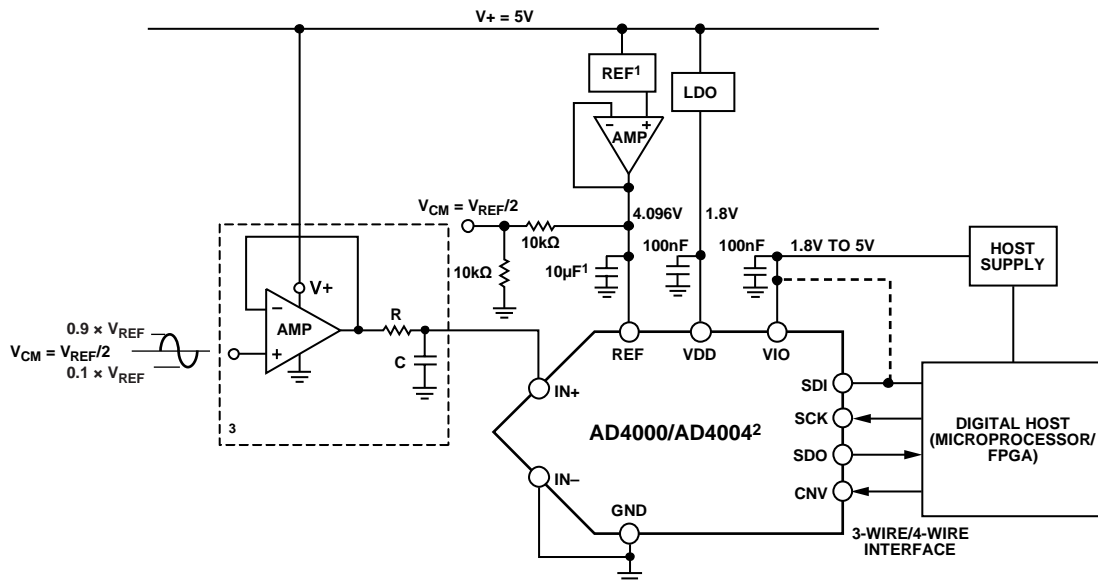 V+ = 5V
REF1
LDO
− +
AMP
VCM = VREF/2
4.096V
1.8V
10kΩ
10kΩ
10µF1
100nF
100nF
1.8V TO 5V
HOST
SUPPLY
V+
−
AMP
+
R
C
3
0.9 × VREF
VCM = VREF/2
0.1 × VREF
REF
VDD
VIO
IN+
IN−
GND
AD4000/AD40042
SDI
SCK
SDO
CNV
DIGITAL HOST
(MICROPROCESSOR/
FPGA)
3-WIRE/4-WIRE
INTERFACE